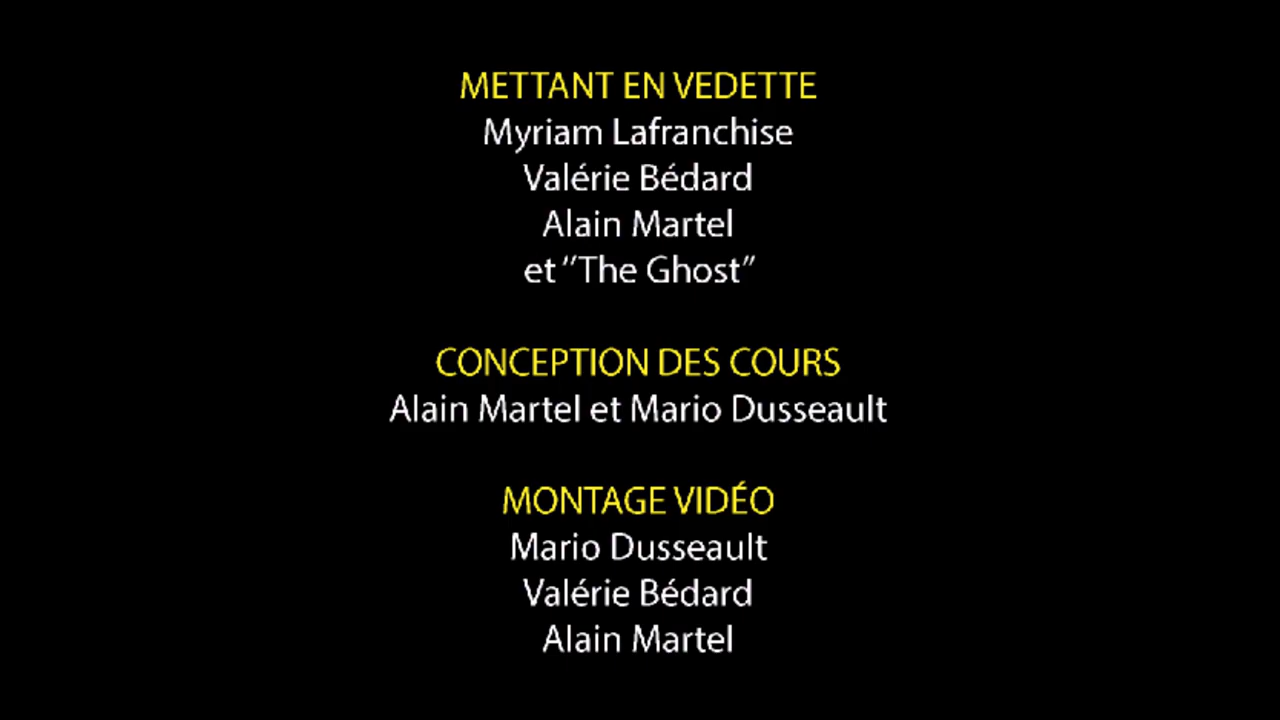 METTANT EN VEDETTE
Myriam Lafranchise
Valérie Bédard
Alain Martel
et “The Ghost”
CONCEPTION DES COURS
Alain Martel et Mario Dusseault
MONTAGE VIDÉO
Mario Dusseault
Valérie Bédard
Alain Martel